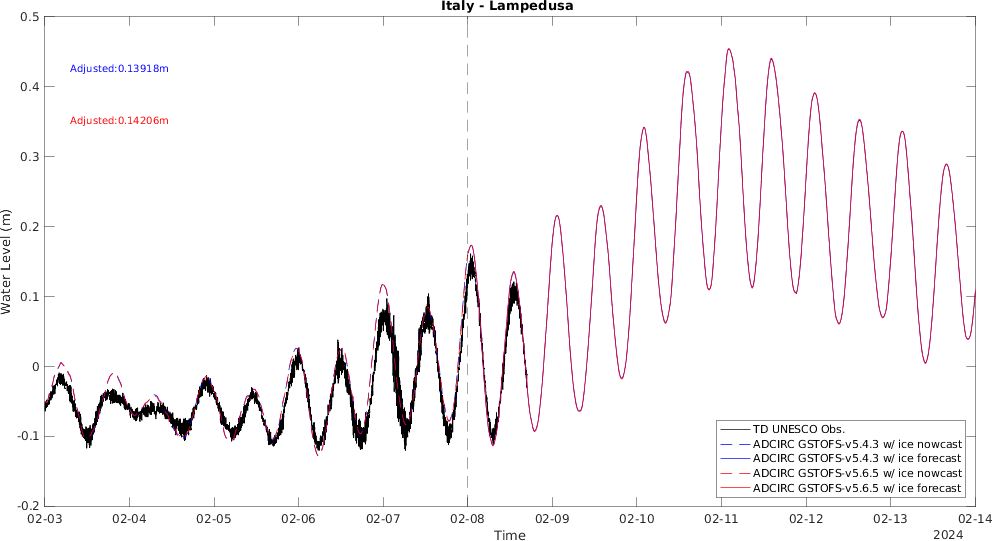 Italy - Lampedusa
Adjusted:0.13918m
Adjusted:0.14206m
Water Level (m)
0.5
0.4
0.3
0.2
0.1
0
-0.1
-0.2
TD UNESCO Obs.
ADCIRC GSTOFS-v5.4.3 w/ ice nowcast
ADCIRC GSTOFS-v5.4.3 w/ ice forecast
ADCIRC GSTOFS-v5.6.5 w/ ice nowcast
ADCIRC GSTOFS-v5.6.5 w/ ice forecast
02-03 02-04 02-05 02-06 02-07 02-08 02-09 02-10 02-11 02-12 02-13 02-14
Time
2024